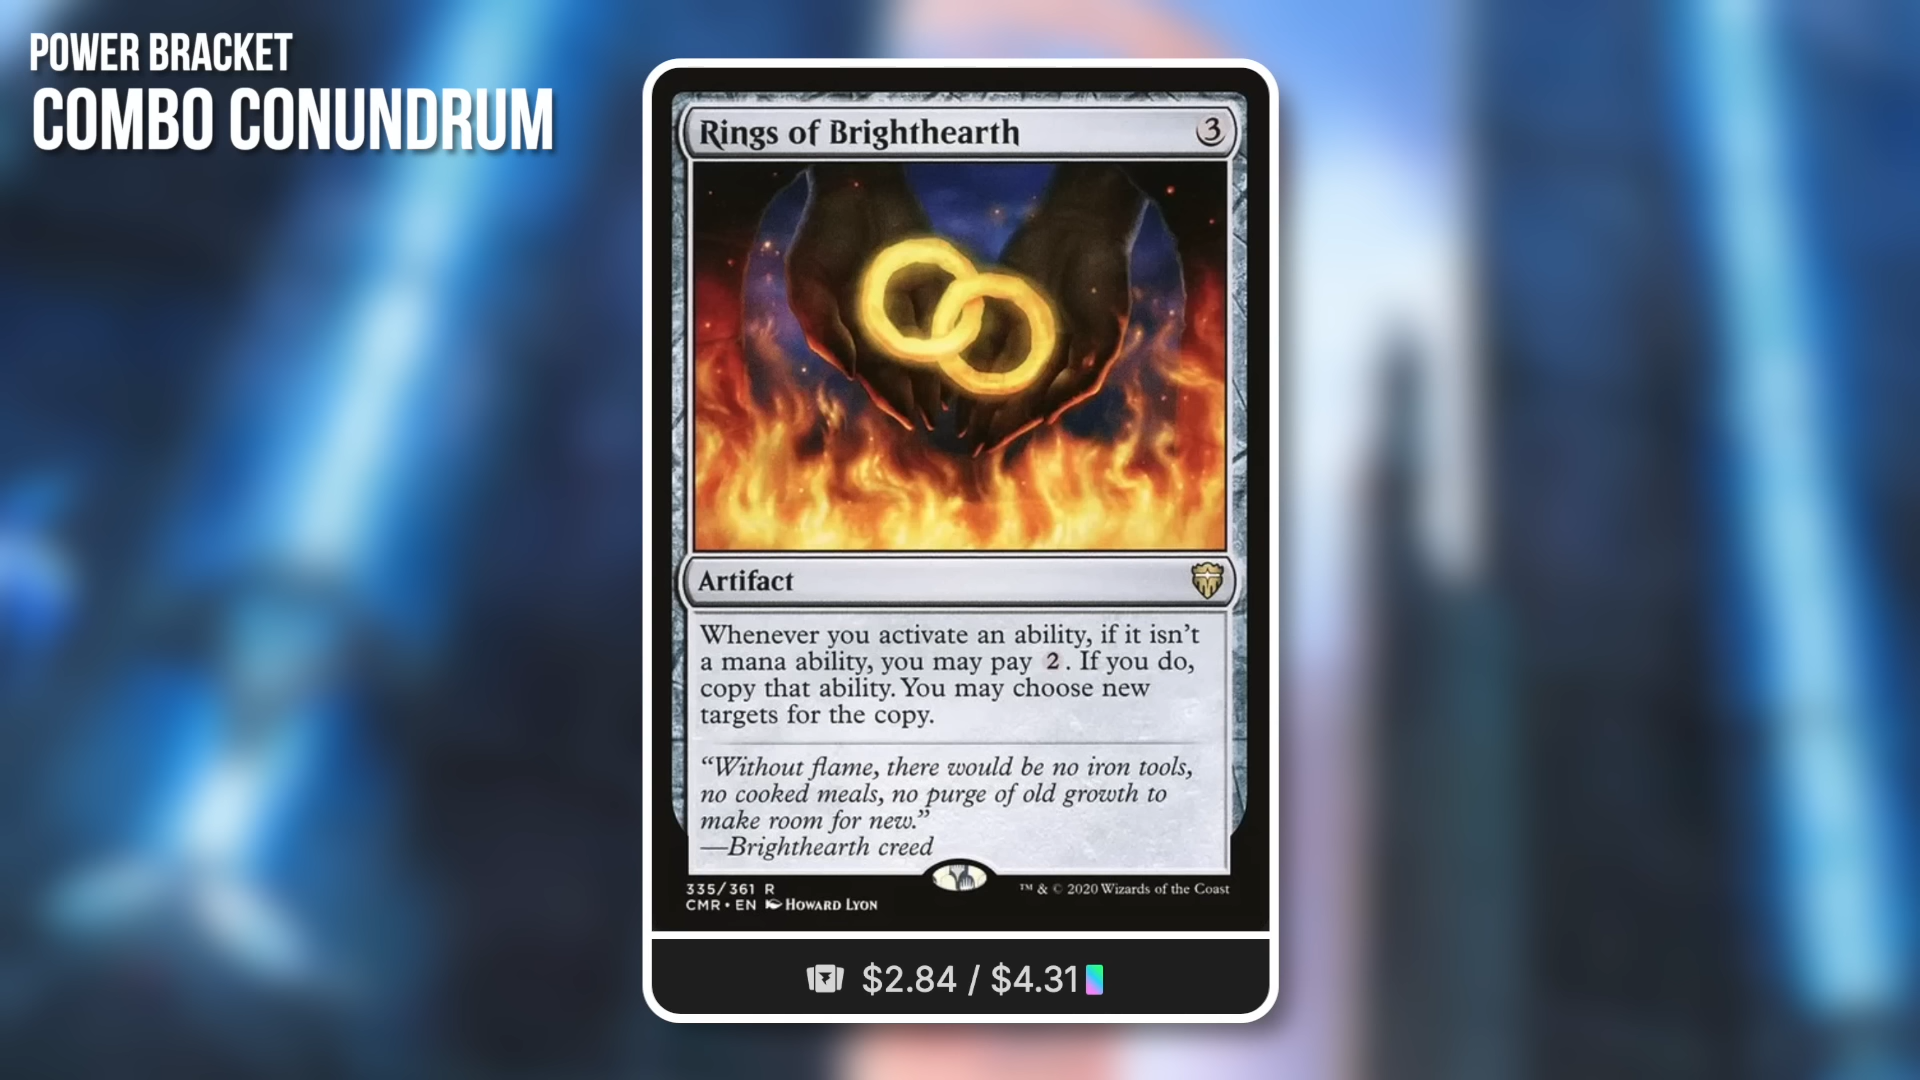 POWER BRACKET
COMBO CONUNDRUM
Rings of Brighthearth 3
Artifact
Whenever you activate an ability, if it isn't
a mana ability, you may pay 2. If you do,
copy that ability. You may choose new
targets for the copy.
“Without flame, there would be no iron tools,
no cooked meals, no purge of old growth to
make room for new.”
—Brighthearth creed
335/361 R
CMR • EN Howard Lyon
™ & © 2020 Wizards of the Coast
$2.84 / $4.31